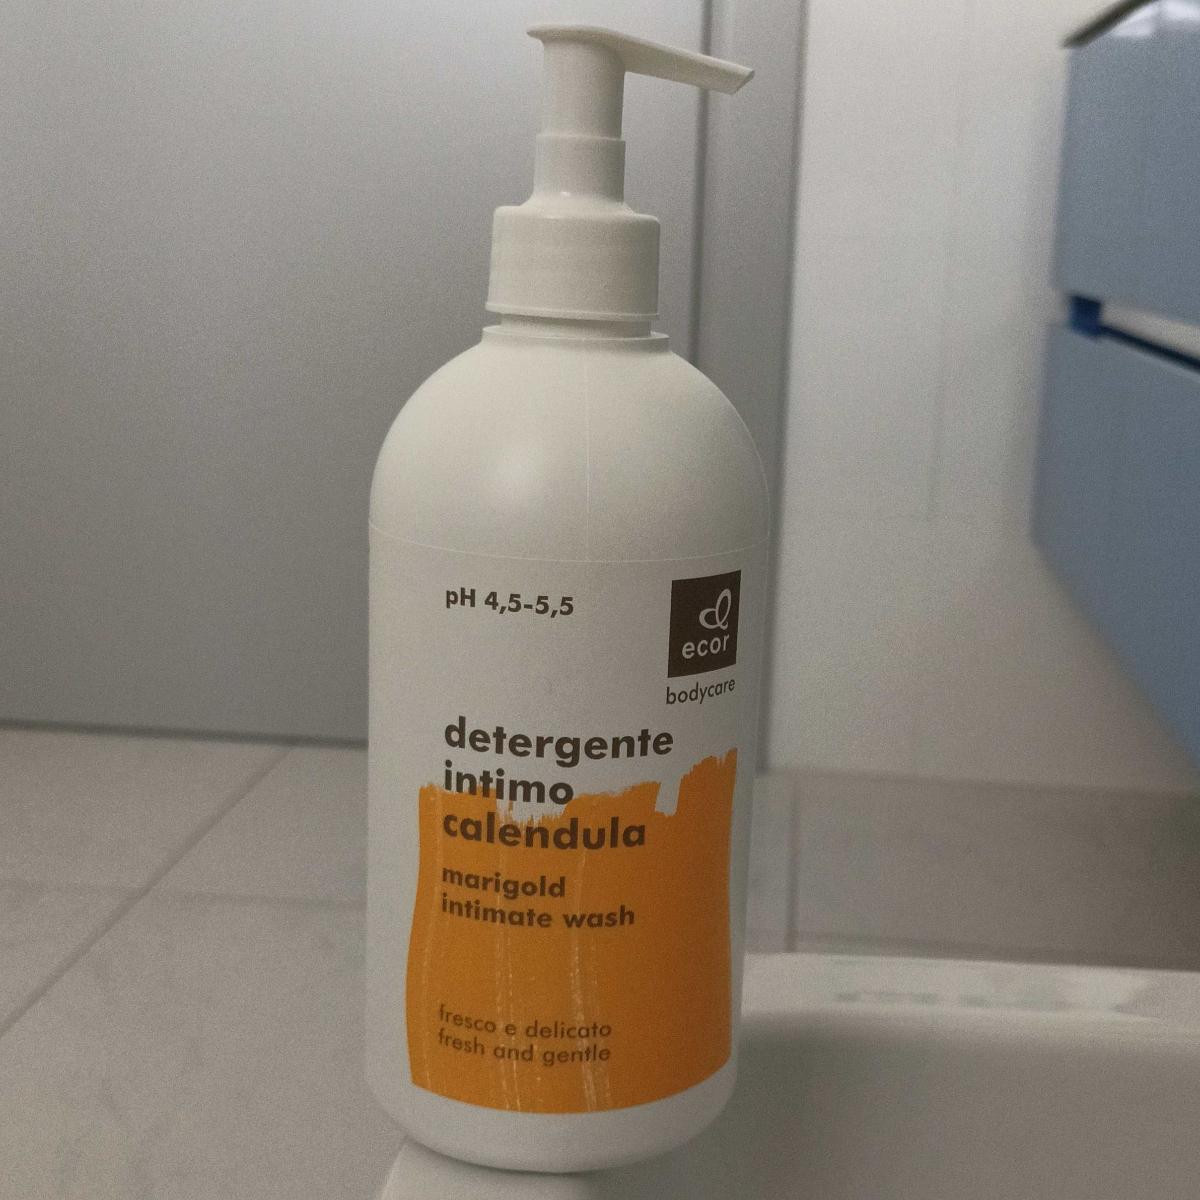 pH 4,5-5,5
ecor
bodycare
detergente
intimo
calendula
marigold
intimate wash
fresco e delicato
fresh and gentle